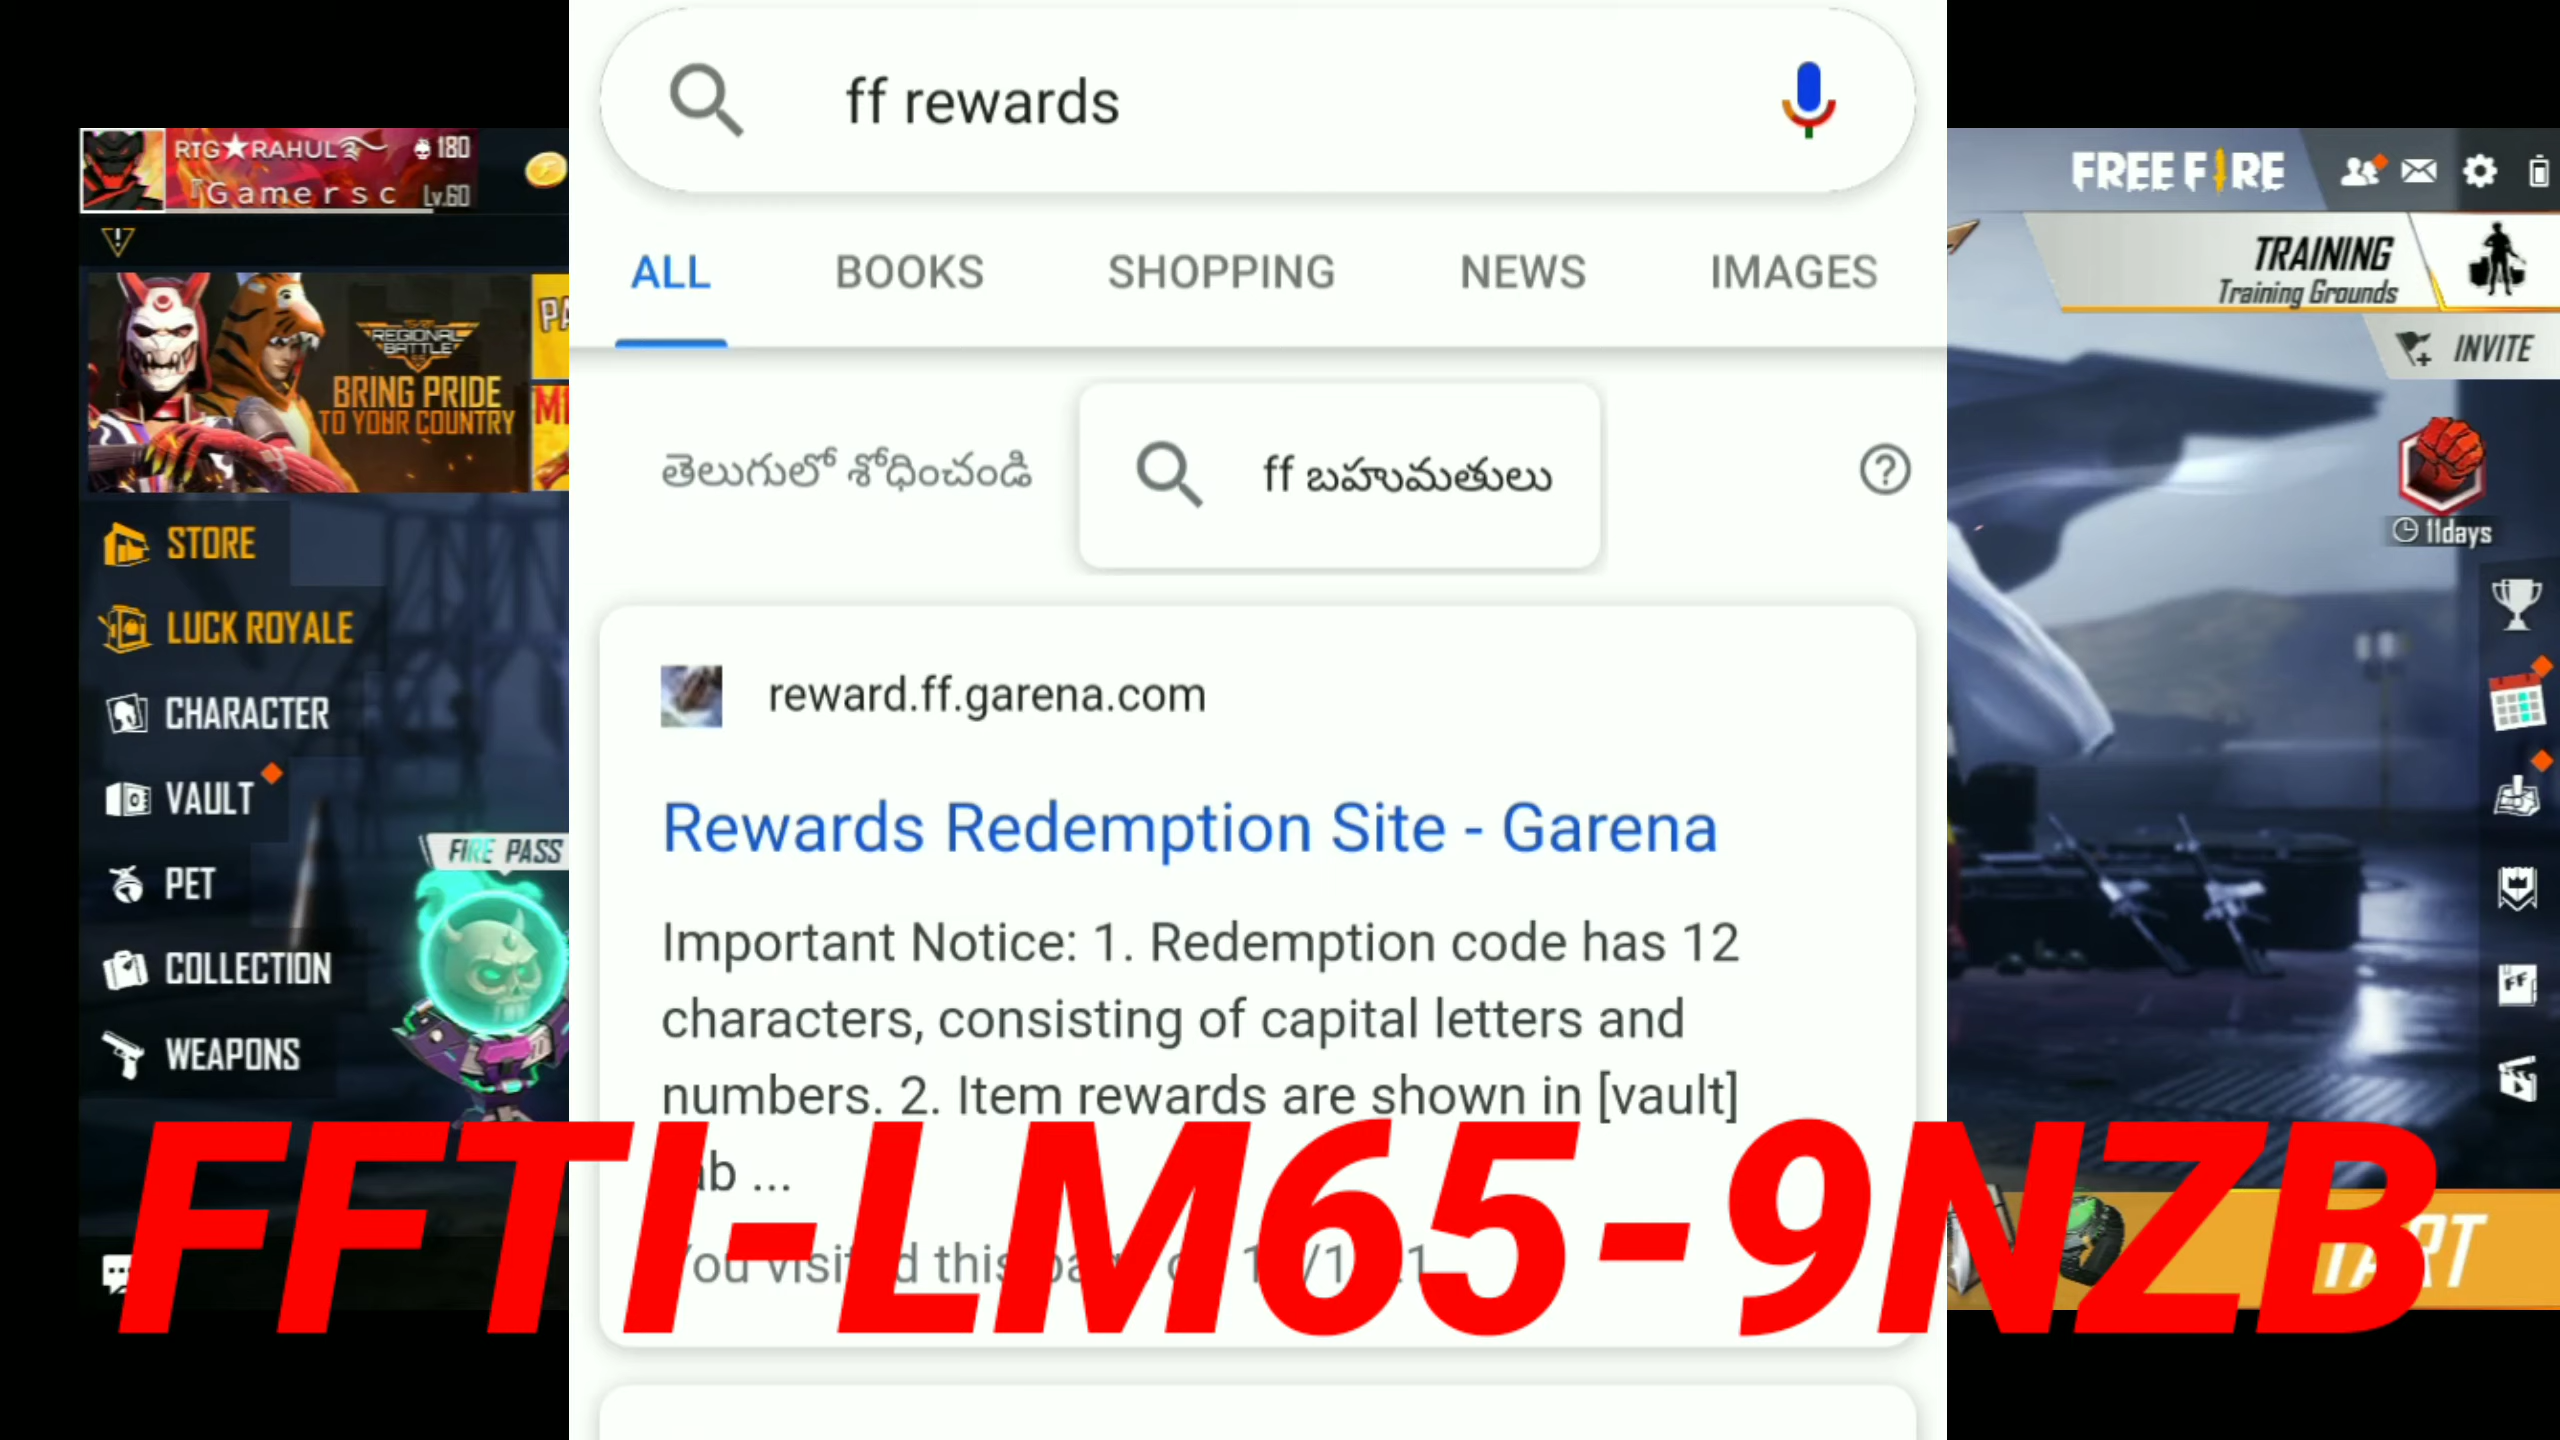 RTG★RAHUL 180
『Gamersc Lv.60
REGIONAL
BATTLE
BRING PRIDE
TO YOUR COUNTRY
STORE
LUCK ROYALE
CHARACTER
VAULT
PET
COLLECTION
WEAPONS
FIRE PASS
ff rewards
ALL BOOKS SHOPPING NEWS IMAGES
తెలుగులో శోధించండి ff బహుమతులు
reward.ff.garena.com
Rewards Redemption Site - Garena
Important Notice: 1. Redemption code has 12
characters, consisting of capital letters and
numbers. 2. Item rewards are shown in [vault]
...
FREE FIRE
TRAINING
Training Grounds
INVITE
11days
FF
FFTI-LM65-9NZB